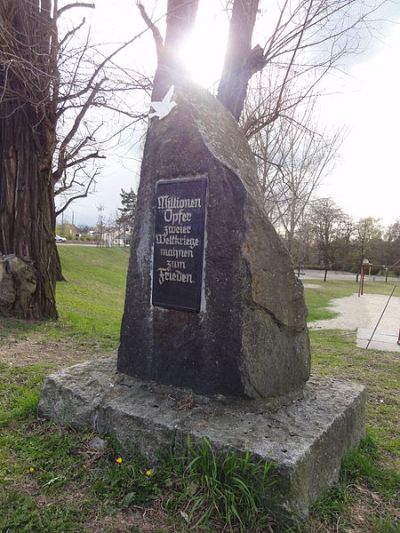 Millionen
Opfer
zweier
Weltkriege
mahnen
zum
Frieden.